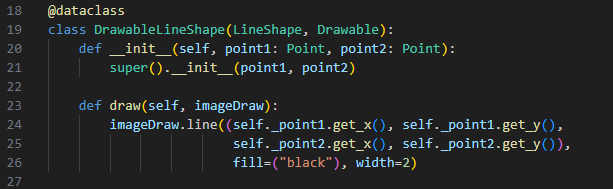 18 @dataclass
19 class DrawableLineShape(LineShape, Drawable):
20     def __init__(self, point1: Point, point2: Point):
21         super().__init__(point1, point2)
22
23     def draw(self, imageDraw):
24         imageDraw.line((self._point1.get_x(), self._point1.get_y(),
25                         self._point2.get_x(), self._point2.get_y()),
26                         fill=("black"), width=2)
27